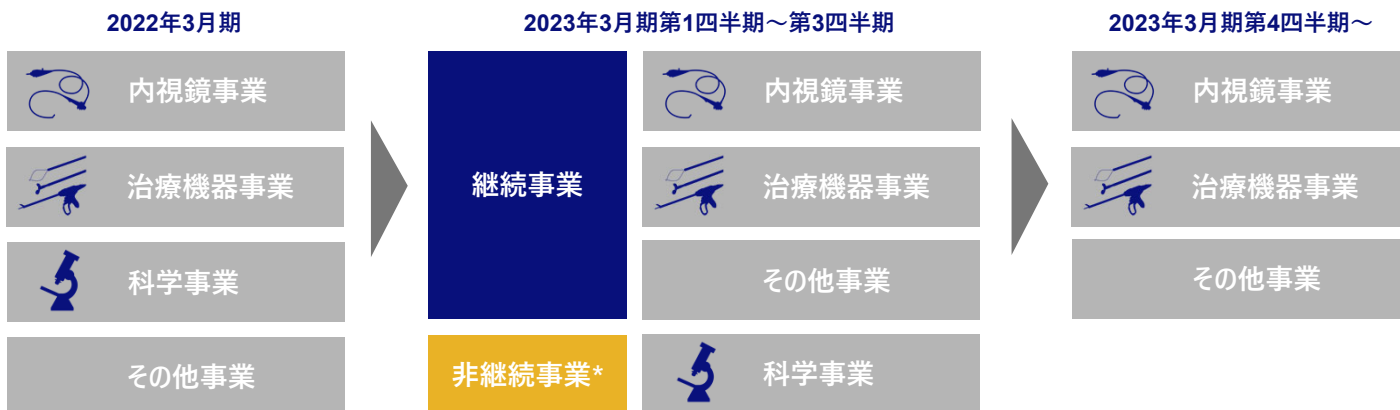 2022年3月期
内視鏡事業
治療機器事業
科学事業
その他事業
2023年3月期第1四半期～第3四半期
継続事業
非継続事業*
内視鏡事業
治療機器事業
その他事業
科学事業
2023年3月期第4四半期～
内視鏡事業
治療機器事業
その他事業